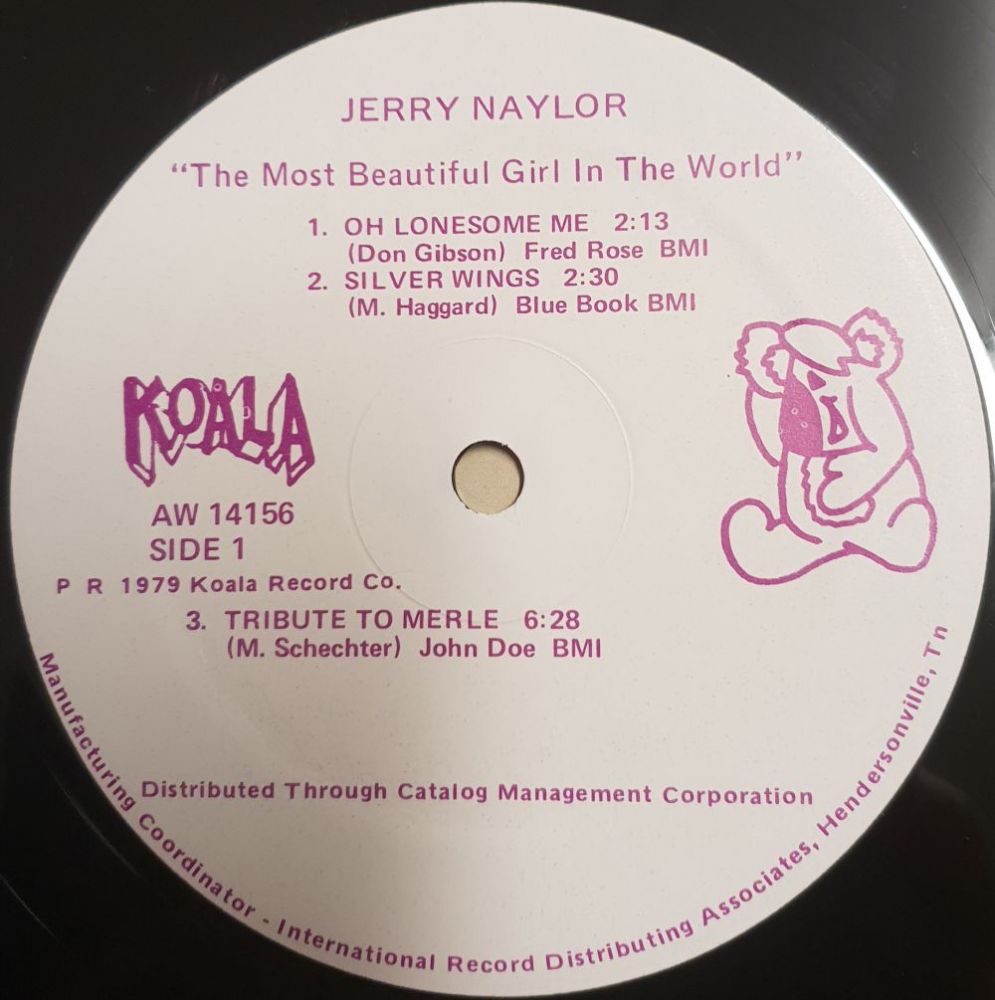 JERRY NAYLOR
“The Most Beautiful Girl In The World”
1. OH LONESOME ME 2:13
(Don Gibson) Fred Rose BMI
2. SILVER WINGS 2:30
(M. Haggard) Blue Book BMI
KOALA
AW 14156
SIDE 1
P R 1979 Koala Record Co.
3. TRIBUTE TO MERLE 6:28
(M. Schechter) John Doe BMI
Distributed Through Catalog Management Corporation
Manufacturing Coordinator - International Record Distributing Associates, Hendersonville, Tn